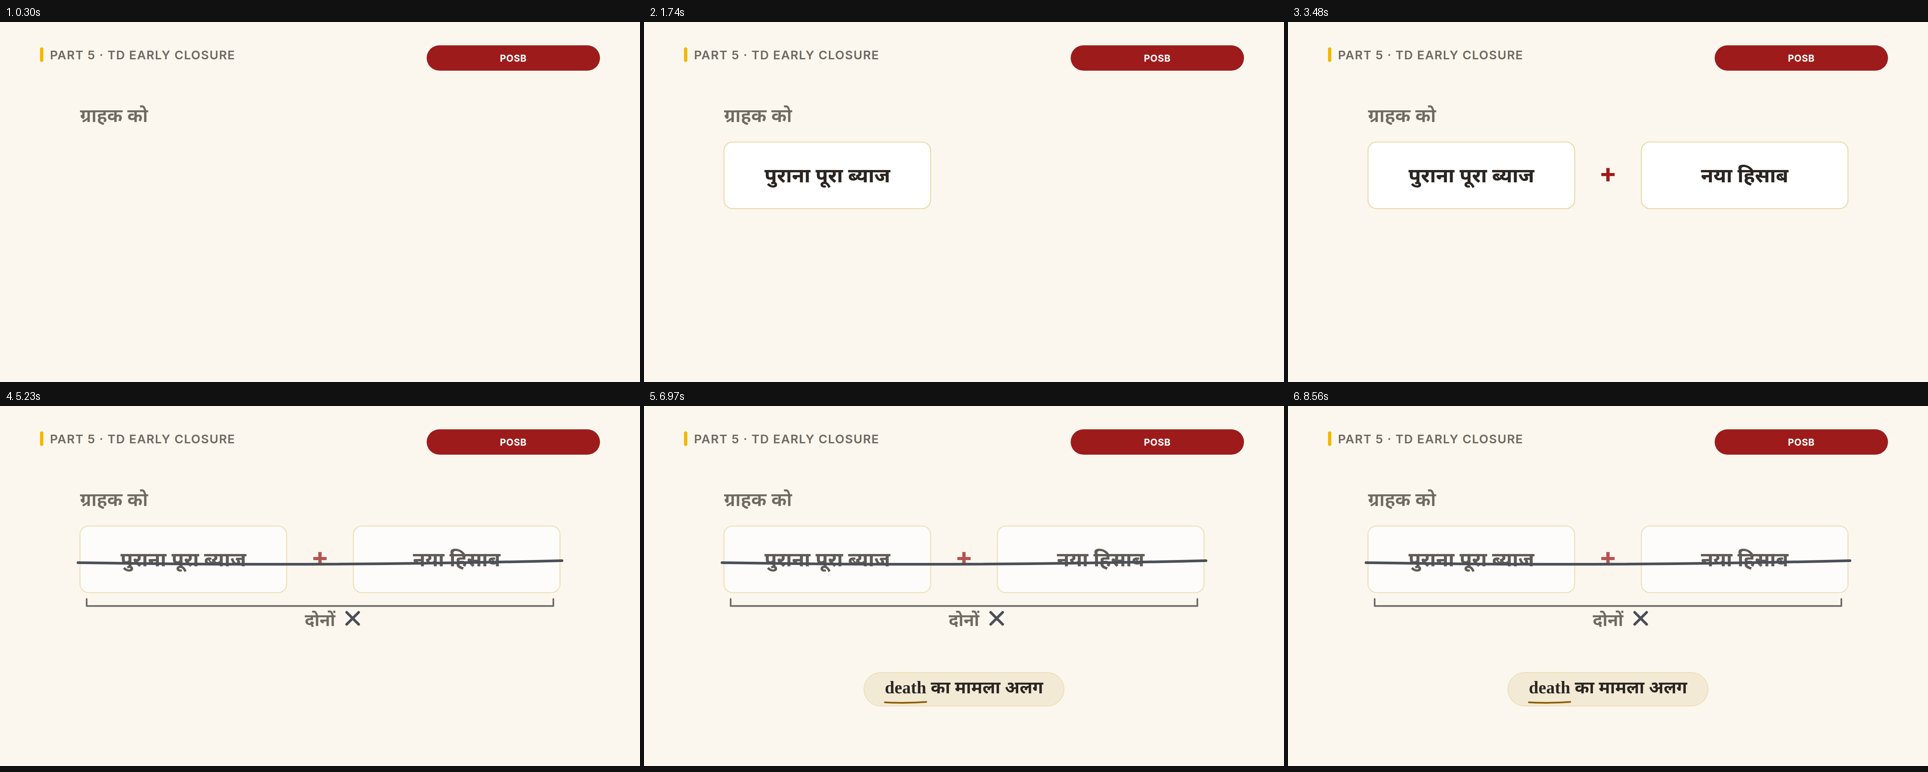 1. 0.30s
PART 5 · TD EARLY CLOSURE
POSB
ग्राहक को
2. 1.74s
PART 5 · TD EARLY CLOSURE
POSB
ग्राहक को
पुराना पूरा ब्याज
3. 3.48s
PART 5 · TD EARLY CLOSURE
POSB
ग्राहक को
पुराना पूरा ब्याज + नया हिसाब
4. 5.23s
PART 5 · TD EARLY CLOSURE
POSB
ग्राहक को
पुराना पूरा ब्याज + नया हिसाब
दोनों ✕
5. 6.97s
PART 5 · TD EARLY CLOSURE
POSB
ग्राहक को
पुराना पूरा ब्याज + नया हिसाब
दोनों ✕
death का मामला अलग
6. 8.56s
PART 5 · TD EARLY CLOSURE
POSB
ग्राहक को
पुराना पूरा ब्याज + नया हिसाब
दोनों ✕
death का मामला अलग